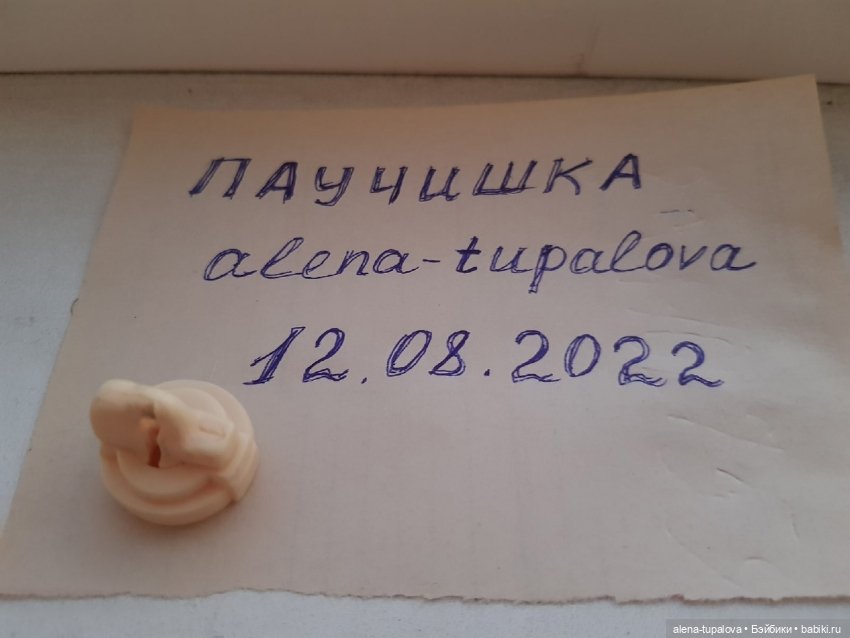 ПАУЧИШКА
alena-tupalova
12.08.2022
alena-tupalova • Бэйбики • babiki.ru